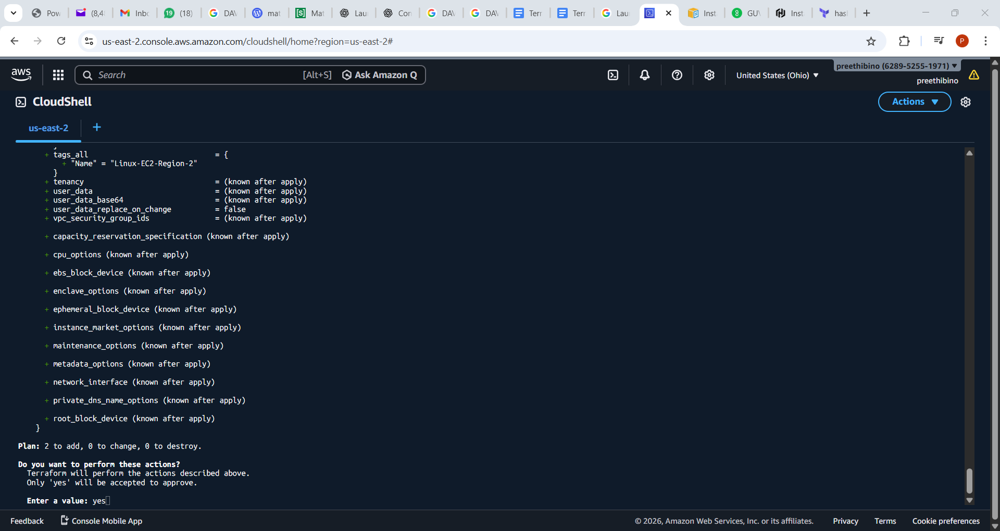 Pow
(8,4
Inbo
19
(18)
DAV
mat
Mat
Lau
Con
DAV
DAV
Terr
Terr
Lau
Inst
GUV
Inst
hasl
us-east-2.console.aws.amazon.com/cloudshell/home?region=us-east-2#
P
aws
Search
[Alt+S]
Ask Amazon Q
United States (Ohio)
preethibino (6289-5255-1971)
preethibino
CloudShell
Actions
us-east-2
+ tags_all = {
+ "Name" = "Linux-EC2-Region-2"
}
+ tenancy = (known after apply)
+ user_data = (known after apply)
+ user_data_base64 = (known after apply)
+ user_data_replace_on_change = false
+ vpc_security_group_ids = (known after apply)
+ capacity_reservation_specification (known after apply)
+ cpu_options (known after apply)
+ ebs_block_device (known after apply)
+ enclave_options (known after apply)
+ ephemeral_block_device (known after apply)
+ instance_market_options (known after apply)
+ maintenance_options (known after apply)
+ metadata_options (known after apply)
+ network_interface (known after apply)
+ private_dns_name_options (known after apply)
+ root_block_device (known after apply)
}
Plan: 2 to add, 0 to change, 0 to destroy.
Do you want to perform these actions?
Terraform will perform the actions described above.
Only 'yes' will be accepted to approve.
Enter a value: yes
Feedback
Console Mobile App
© 2026, Amazon Web Services, Inc. or its affiliates.
Privacy
Terms
Cookie preferences